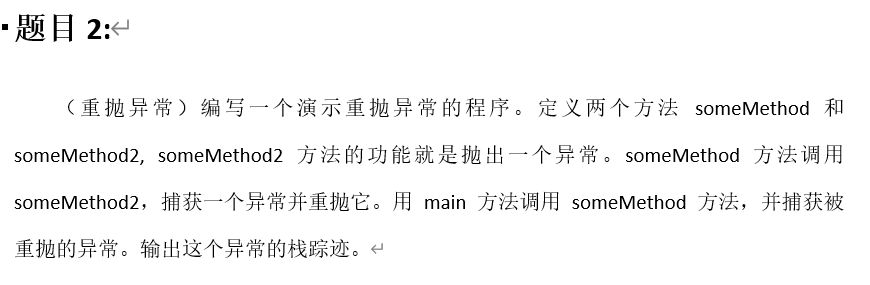 题目 2:
（重抛异常）编写一个演示重抛异常的程序。定义两个方法 someMethod 和
someMethod2, someMethod2 方法的功能就是抛出一个异常。someMethod 方法调用
someMethod2，捕获一个异常并重抛它。用 main 方法调用 someMethod 方法，并捕获被
重抛的异常。输出这个异常的栈踪迹。